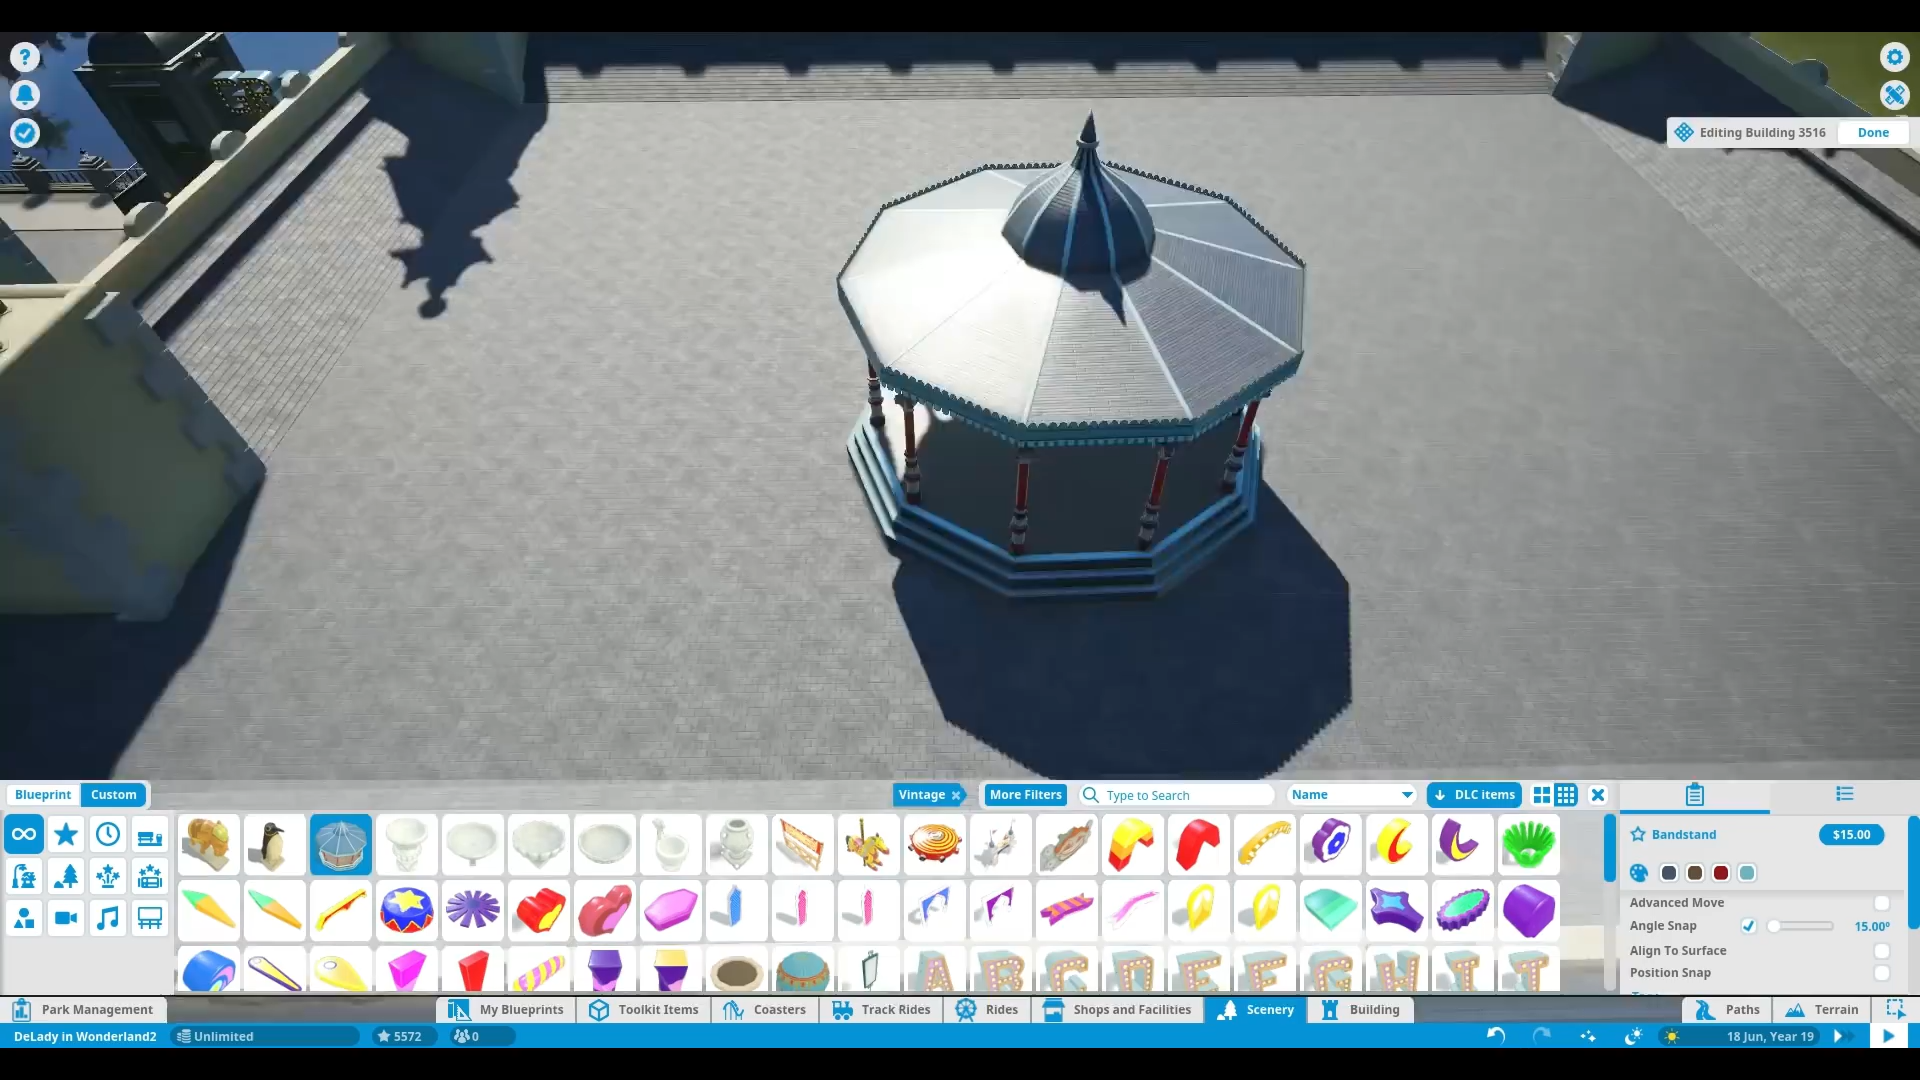 ?
Editing Building 3516 Done
Blueprint Custom Vintage × More Filters Type to Search Name DLC items
Bandstand $15.00
Advanced Move
Angle Snap 15.00°
Align To Surface
Position Snap
A B C D E F G H I J
Park Management My Blueprints Toolkit Items Coasters Track Rides Rides Shops and Facilities Scenery Building Paths Terrain
DeLady in Wonderland2 Unlimited 5572 0 18 Jun, Year 19